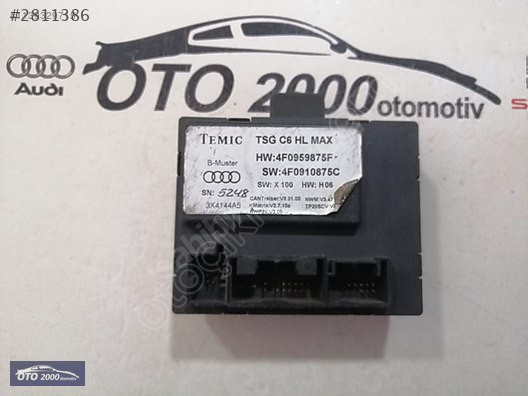 #2811386
Audi
OTO 2000 otomotiv
TEMIC
TSG C6 HL MAX
B-Muster
HW:4F0959875F
SW:4F0910875C
SN: 5248
SW: X 100 HW: H06
3X4144A5
OTO 2000 otomotiv